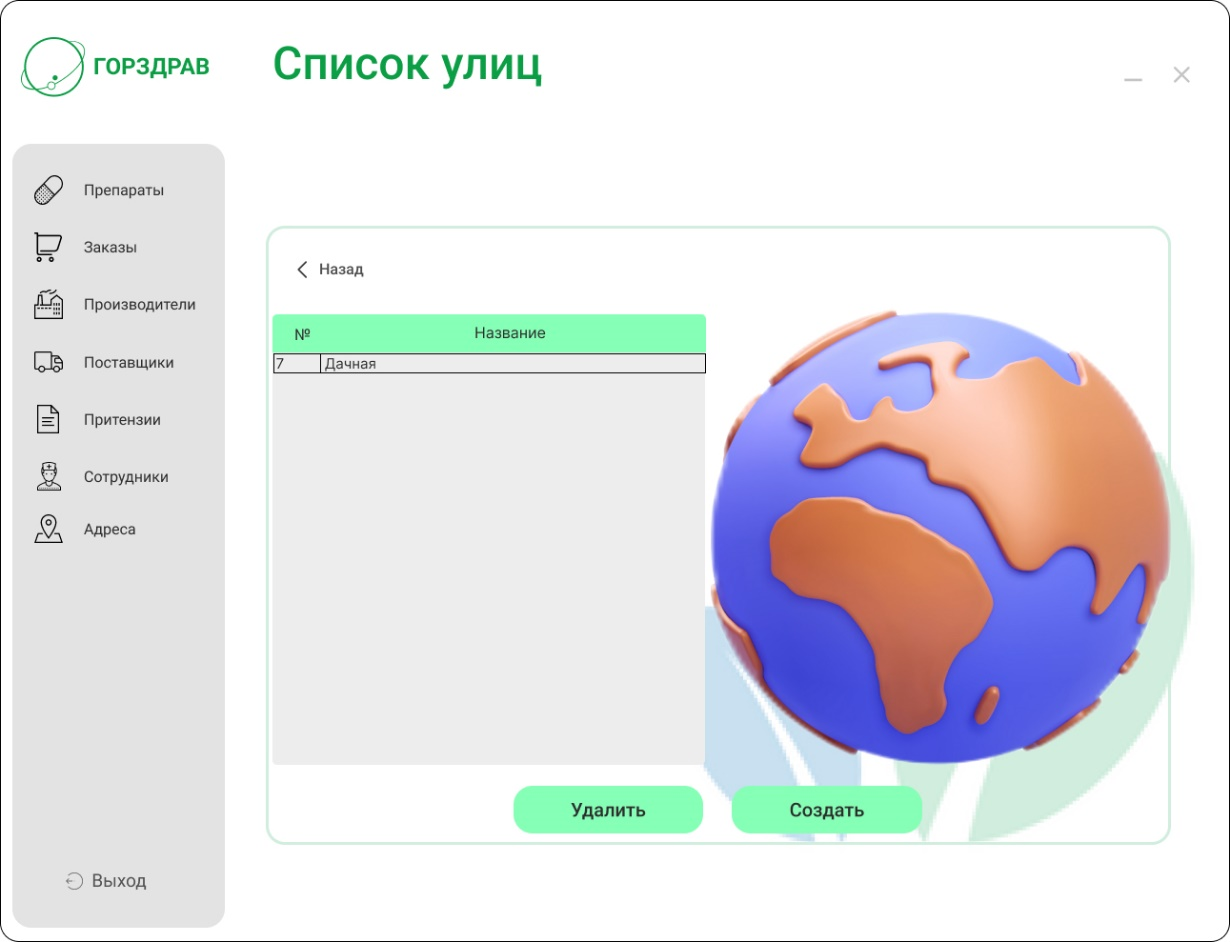 ГОРЗДРАВ
Список улиц
Препараты
Заказы
Производители
Поставщики
Притензии
Сотрудники
Адреса
Выход
Назад
№ Название
7 Дачная
Удалить Создать